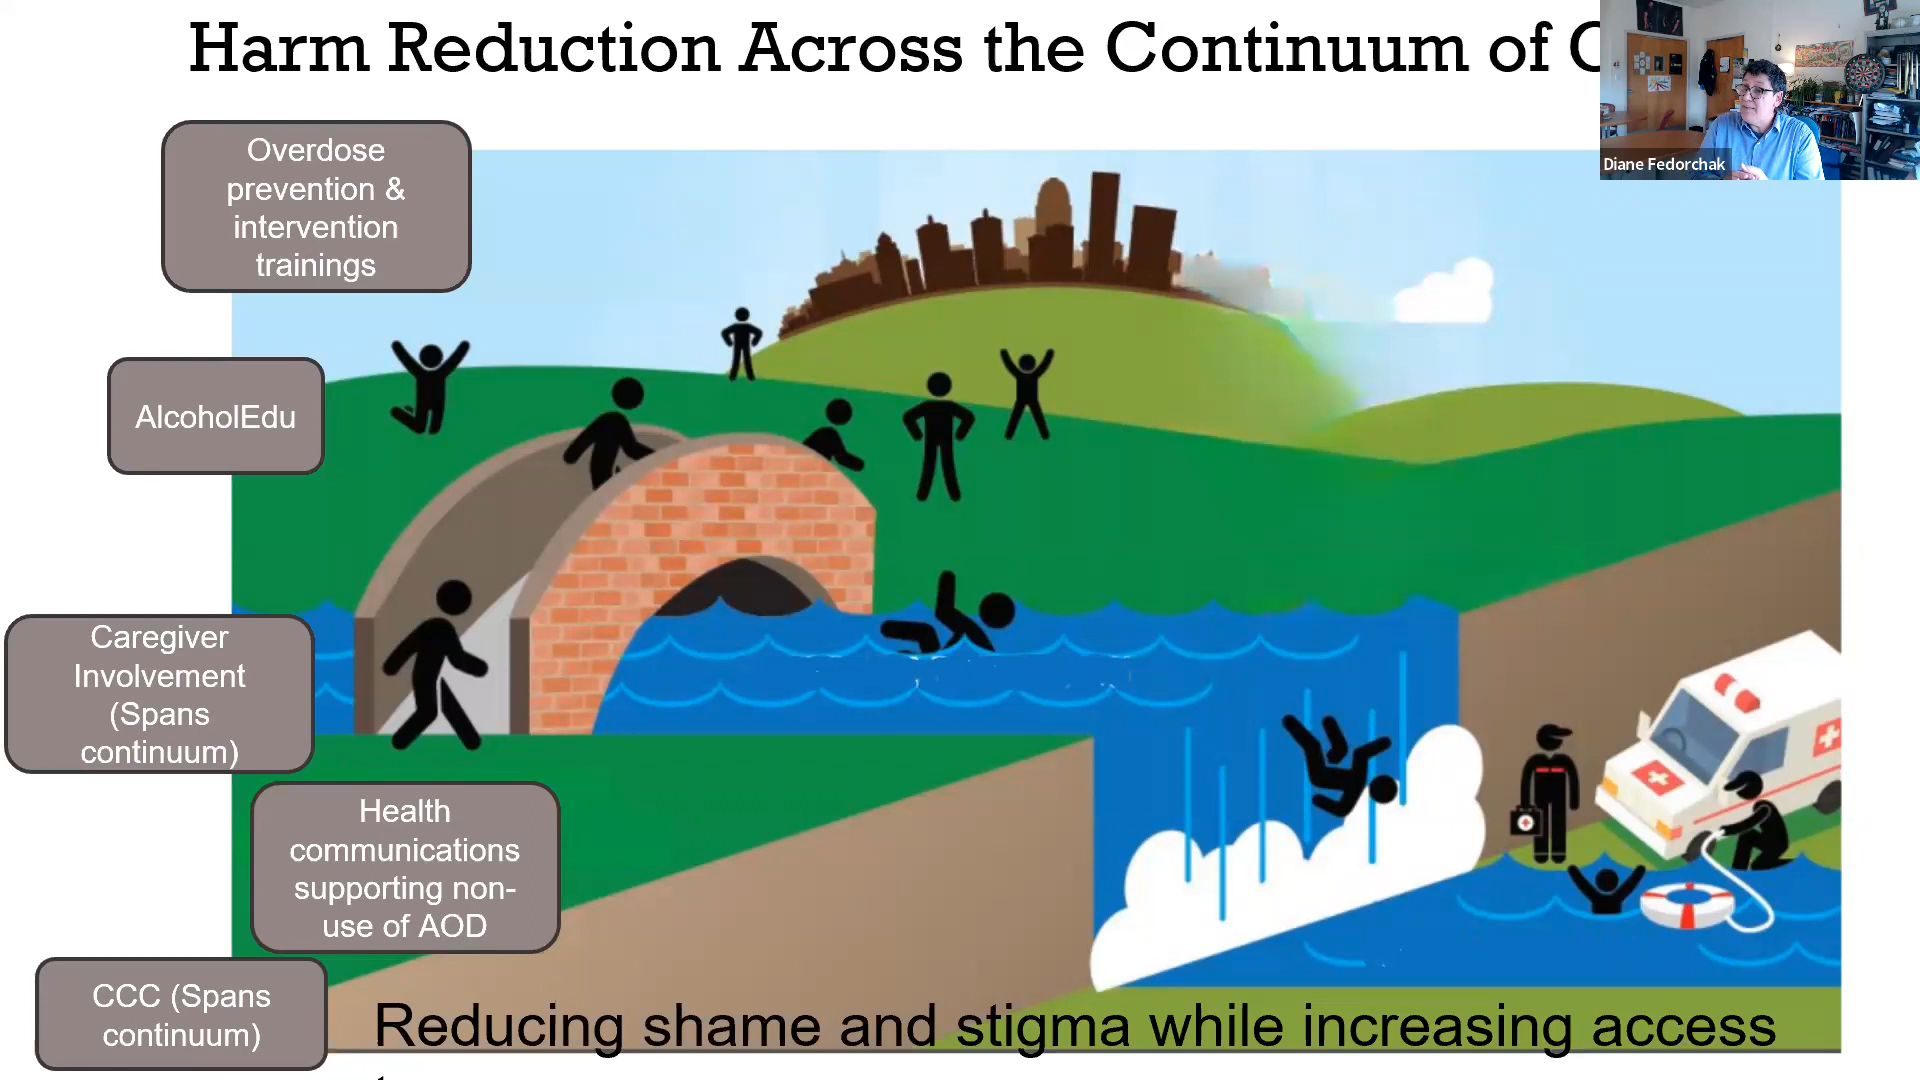 Harm Reduction Across the Continuum of
Diane Fedorchak
Overdose
prevention &
intervention
trainings
AlcoholEdu
Caregiver
Involvement
(Spans
continuum)
Health
communications
supporting non-
use of AOD
CCC (Spans
continuum)
Reducing shame and stigma while increasing access